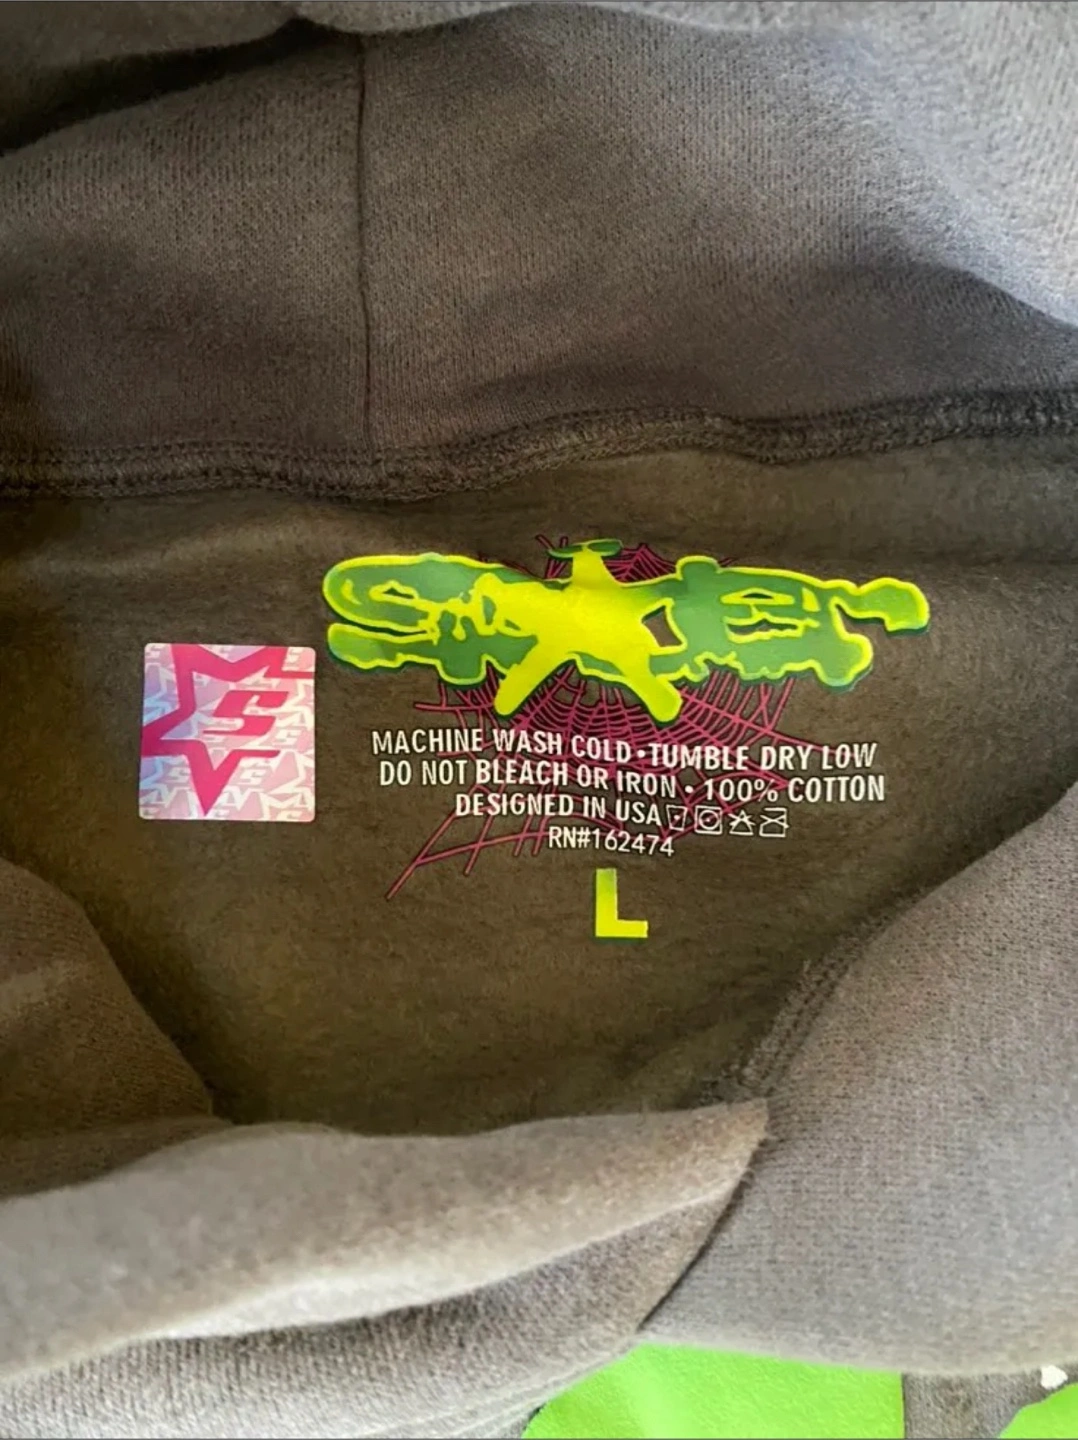 S
MACHINE WASH COLD • TUMBLE DRY LOW
DO NOT BLEACH OR IRON • 100% COTTON
DESIGNED IN USA
RN#162474
L